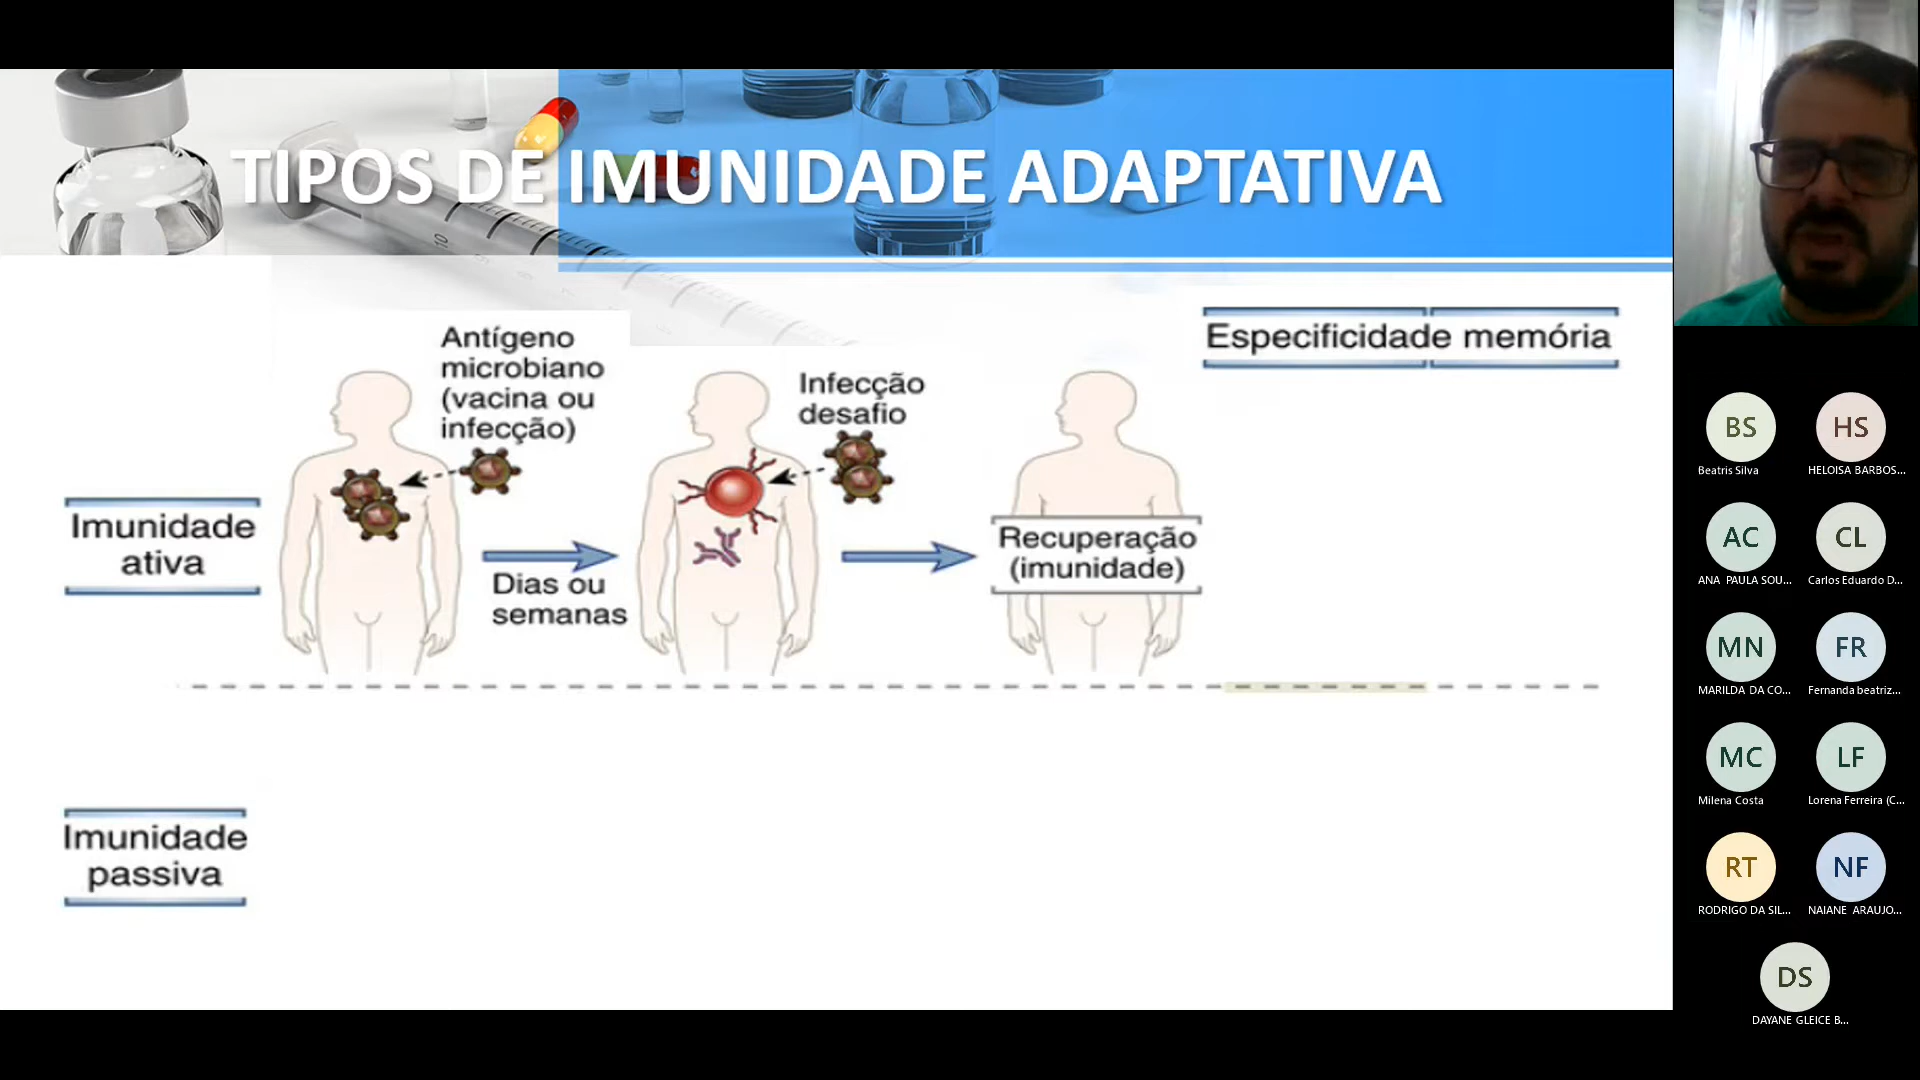 TIPOS DE IMUNIDADE ADAPTATIVA
Especificidade memória
Antígeno
microbiano
(vacina ou
infecção)
Infecção
desafio
Imunidade
ativa
Dias ou
semanas
Recuperação
(imunidade)
Imunidade
passiva
BS
Beatris Silva
HS
HELOISA BARBOS...
AC
ANA PAULA SOU...
CL
Carlos Eduardo D...
MN
MARILDA DA CO...
FR
Fernanda beatriz...
MC
Milena Costa
LF
Lorena Ferreira (C...
RT
RODRIGO DA SIL...
NF
NAIANE ARAUJO...
DS
DAYANE GLEICE B...